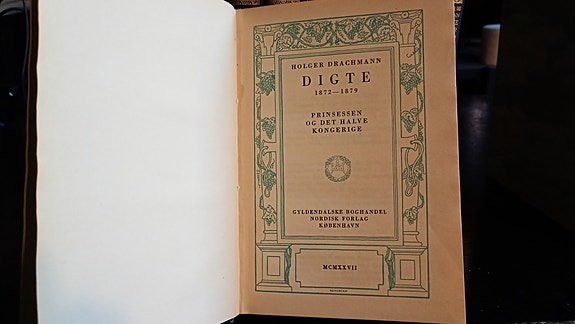 HOLGER DRACHMANN
DIGTE
1872—1879
PRINSESSEN
OG DET HALVE
KONGERIGE
GYLDENDALSKE BOGHANDEL
NORDISK FORLAG
KØBENHAVN
MCMXXVII